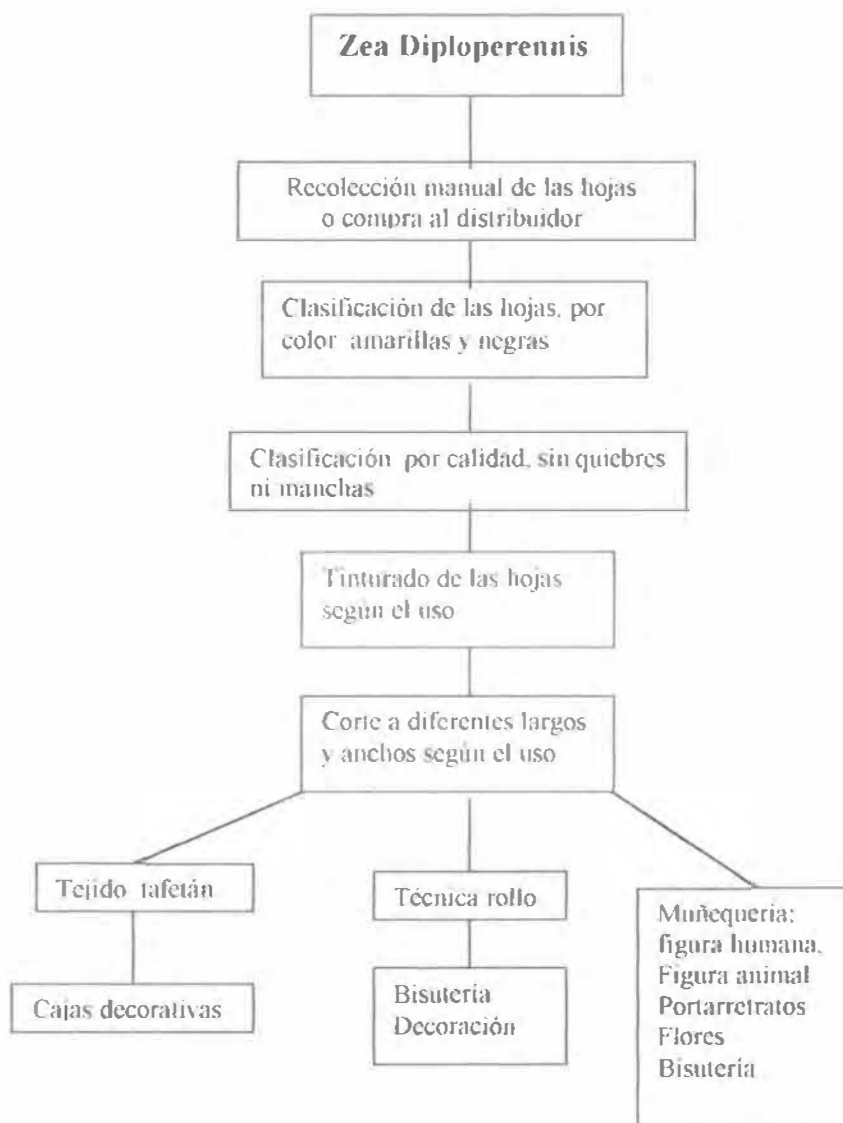 Zea Diploperennis
Recolección manual de las hojas
o compra al distribuidor
Clasificación de las hojas, por
color amarillas y negras
Clasificación por calidad, sin quiebres
ni manchas
Tinturado de las hojas
según el uso
Corte a diferentes largos
y anchos según el uso
Tejido tafetán
Cajas decorativas
Técnica rollo
Bisutería
Decoración
Muñequería:
figura humana,
Figura animal
Portarretratos
Flores
Bisutería